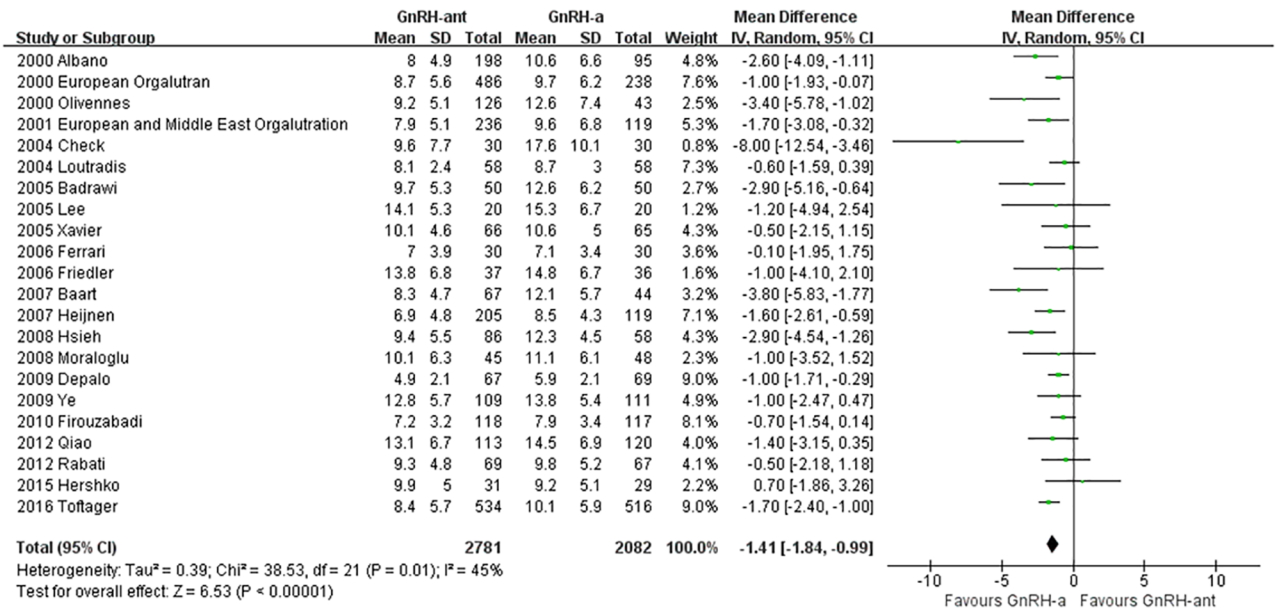 GnRH-ant GnRH-a Mean Difference Mean Difference
Study or Subgroup Mean SD Total Mean SD Total Weight IV, Random, 95% CI IV, Random, 95% CI
2000 Albano 8 4.9 198 10.6 6.6 95 4.8% -2.60 [-4.09, -1.11]
2000 European Orgalutran 8.7 5.6 486 9.7 6.2 238 7.6% -1.00 [-1.93, -0.07]
2000 Olivennes 9.2 5.1 126 12.6 7.4 43 2.5% -3.40 [-5.78, -1.02]
2001 European and Middle East Orgalutration 7.9 5.1 236 9.6 6.8 119 5.3% -1.70 [-3.08, -0.32]
2004 Check 9.6 7.7 30 17.6 10.1 30 0.8% -8.00 [-12.54, -3.46]
2004 Loutradis 8.1 2.4 58 8.7 3 58 7.3% -0.60 [-1.59, 0.39]
2005 Badrawi 9.7 5.3 50 12.6 6.2 50 2.7% -2.90 [-5.16, -0.64]
2005 Lee 14.1 5.3 20 15.3 6.7 20 1.2% -1.20 [-4.94, 2.54]
2005 Xavier 10.1 4.6 66 10.6 5 65 4.3% -0.50 [-2.15, 1.15]
2006 Ferrari 7 3.9 30 7.1 3.4 30 3.6% -0.10 [-1.95, 1.75]
2006 Friedler 13.8 6.8 37 14.8 6.7 36 1.6% -1.00 [-4.10, 2.10]
2007 Baart 8.3 4.7 67 12.1 5.7 44 3.2% -3.80 [-5.83, -1.77]
2007 Heijnen 6.9 4.8 205 8.5 4.3 119 7.1% -1.60 [-2.61, -0.59]
2008 Hsieh 9.4 5.5 86 12.3 4.5 58 4.3% -2.90 [-4.54, -1.26]
2008 Moraloglu 10.1 6.3 45 11.1 6.1 48 2.3% -1.00 [-3.52, 1.52]
2009 Depalo 4.9 2.1 67 5.9 2.1 69 9.0% -1.00 [-1.71, -0.29]
2009 Ye 12.8 5.7 109 13.8 5.4 111 4.9% -1.00 [-2.47, 0.47]
2010 Firouzabadi 7.2 3.2 118 7.9 3.4 117 8.1% -0.70 [-1.54, 0.14]
2012 Qiao 13.1 6.7 113 14.5 6.9 120 3.9% -1.40 [-3.15, 0.35]
2012 Rabati 9.3 4.8 69 9.8 5.2 67 4.1% -0.50 [-2.18, 1.18]
2015 Hershko 9.9 5 31 9.2 5.1 29 2.2% 0.70 [-1.86, 3.26]
2016 Toftager 8.4 5.7 534 10.1 5.9 516 9.0% -1.70 [-2.40, -1.00]
Total (95% CI) 2781 2082 100.0% -1.41 [-1.84, -0.99]
Heterogeneity: Tau² = 0.39; Chi² = 38.53, df = 21 (P = 0.01); I² = 45%
Test for overall effect: Z = 6.53 (P < 0.00001)
-10 -5 0 5 10
Favours GnRH-a Favours GnRH-ant